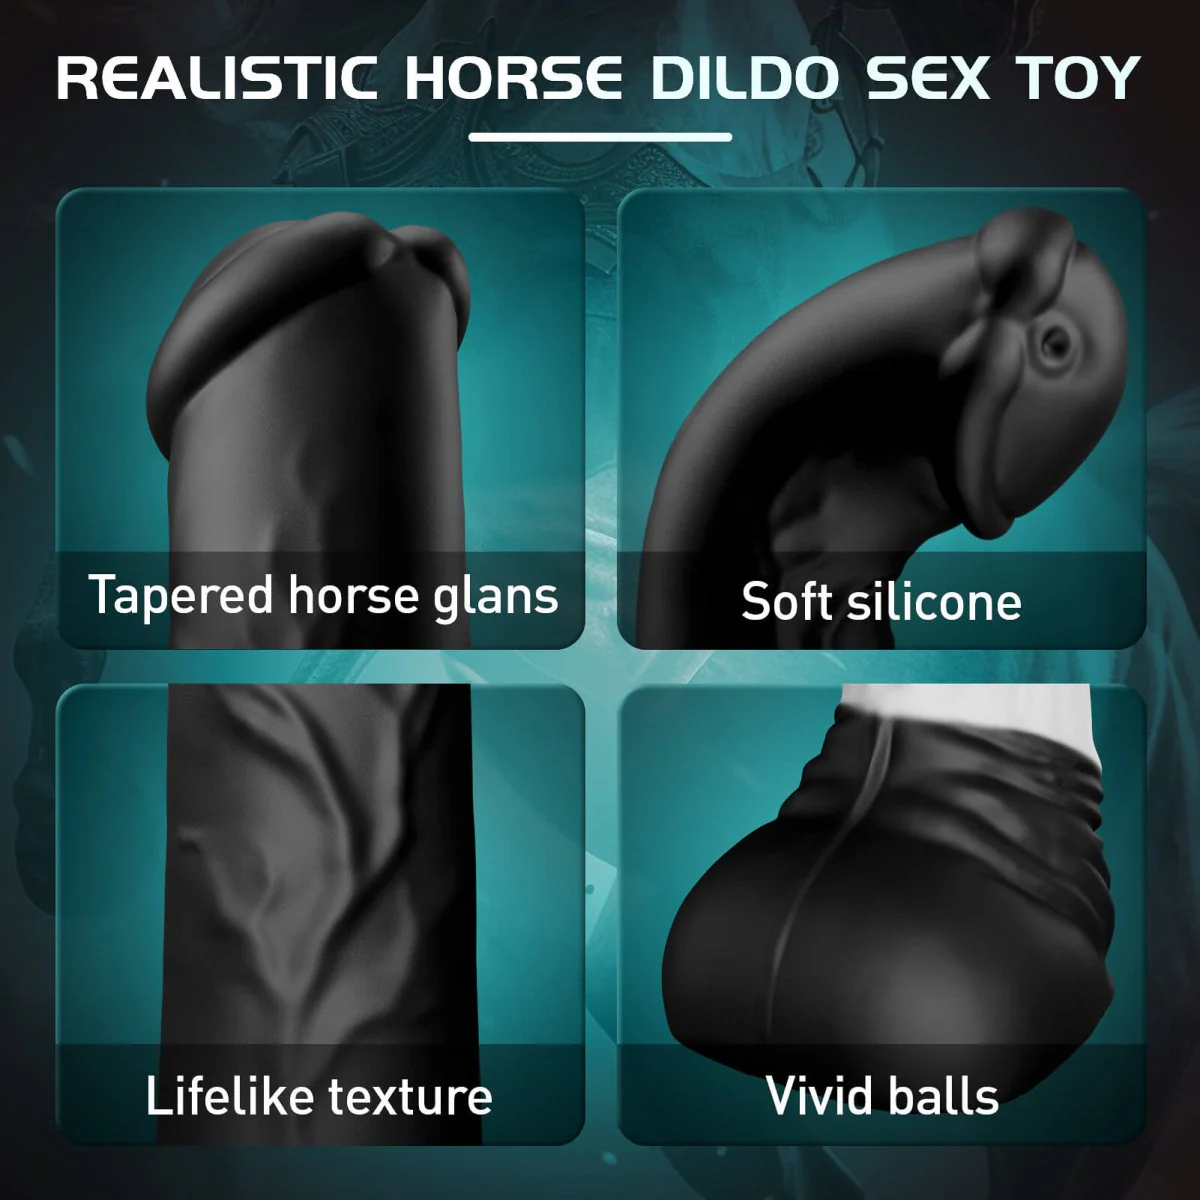 REALISTIC HORSE DILDO SEX TOY
Tapered horse glans
Soft silicone
Lifelike texture
Vivid balls